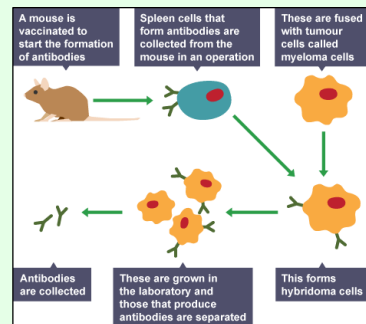 A mouse is
vaccinated to
start the formation
of antibodies
Spleen cells that
form antibodies are
collected from the
mouse in an operation
These are fused
with tumour
cells called
myeloma cells
Antibodies
are collected
These are grown in
the laboratory and
those that produce
antibodies are separated
This forms
hybridoma cells